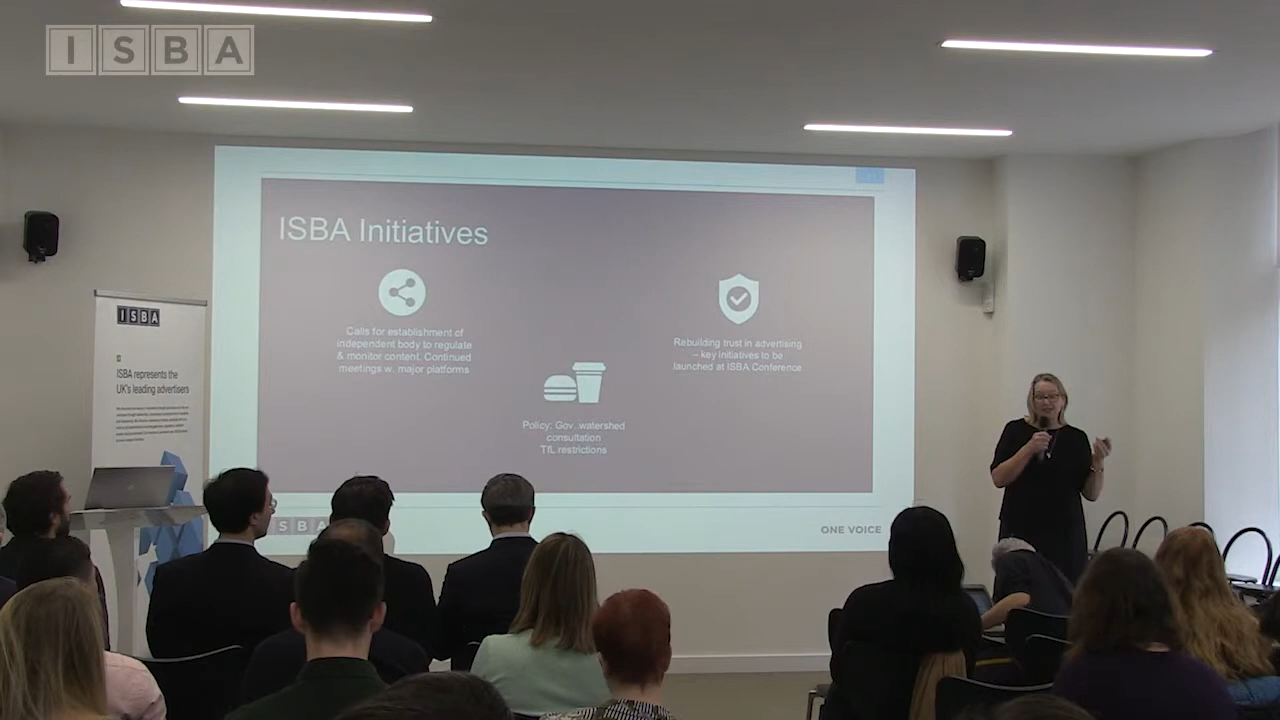 ISBA
ISBA Initiatives
Calls for establishment of
independent body to regulate
& monitor content. Continued
meetings w. major platforms
Rebuilding trust in advertising
– key initiatives to be
launched at ISBA Conference
Policy: Gov. watershed
consultation
TfL restrictions
ISBA
ISBA represents the
UK's leading advertisers
SBA
ONE VOICE